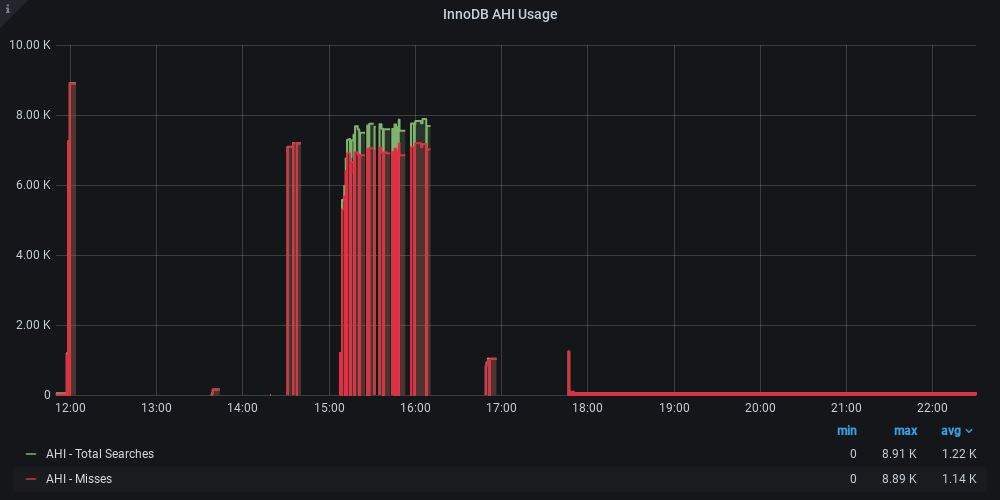 i
InnoDB AHI Usage
10.00 K
8.00 K
6.00 K
4.00 K
2.00 K
0
12:00 13:00 14:00 15:00 16:00 17:00 18:00 19:00 20:00 21:00 22:00
min max avg
AHI - Total Searches 0 8.91 K 1.22 K
AHI - Misses 0 8.89 K 1.14 K